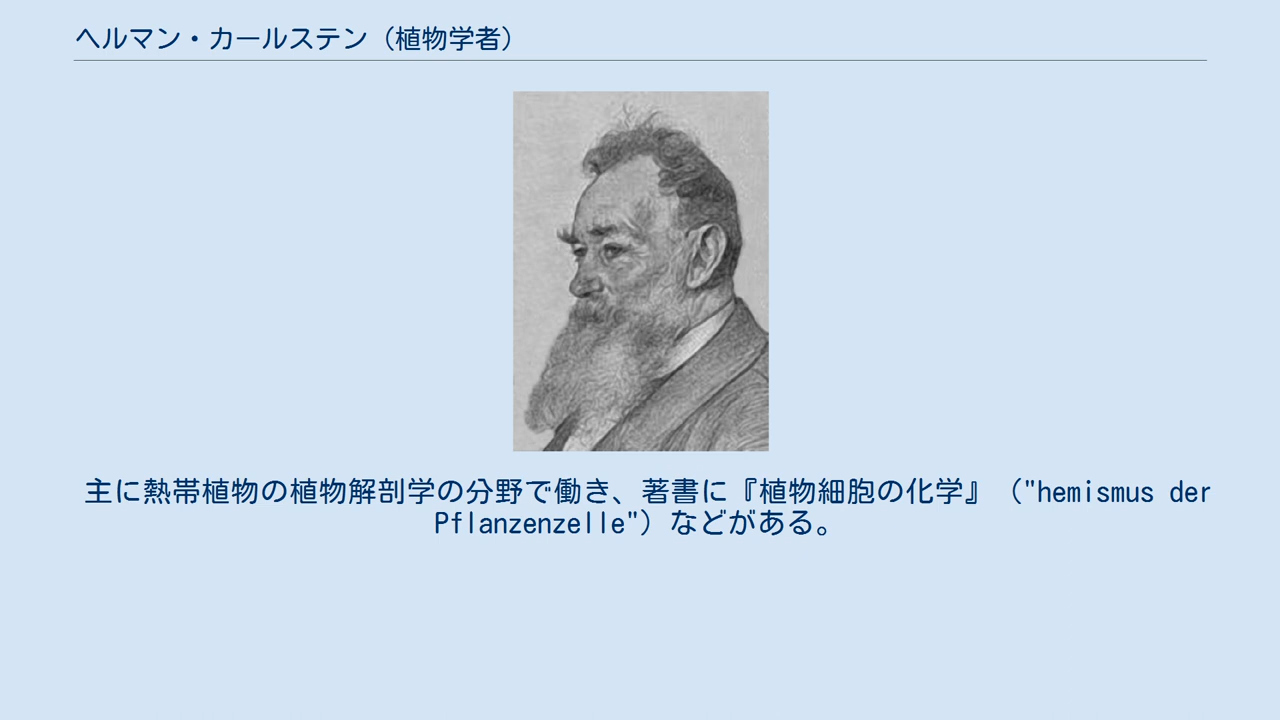 ヘルマン・カールステン（植物学者）
主に熱帯植物の植物解剖学の分野で働き、著書に『植物細胞の化学』（"hemismus der
Pflanzenzelle"）などがある。